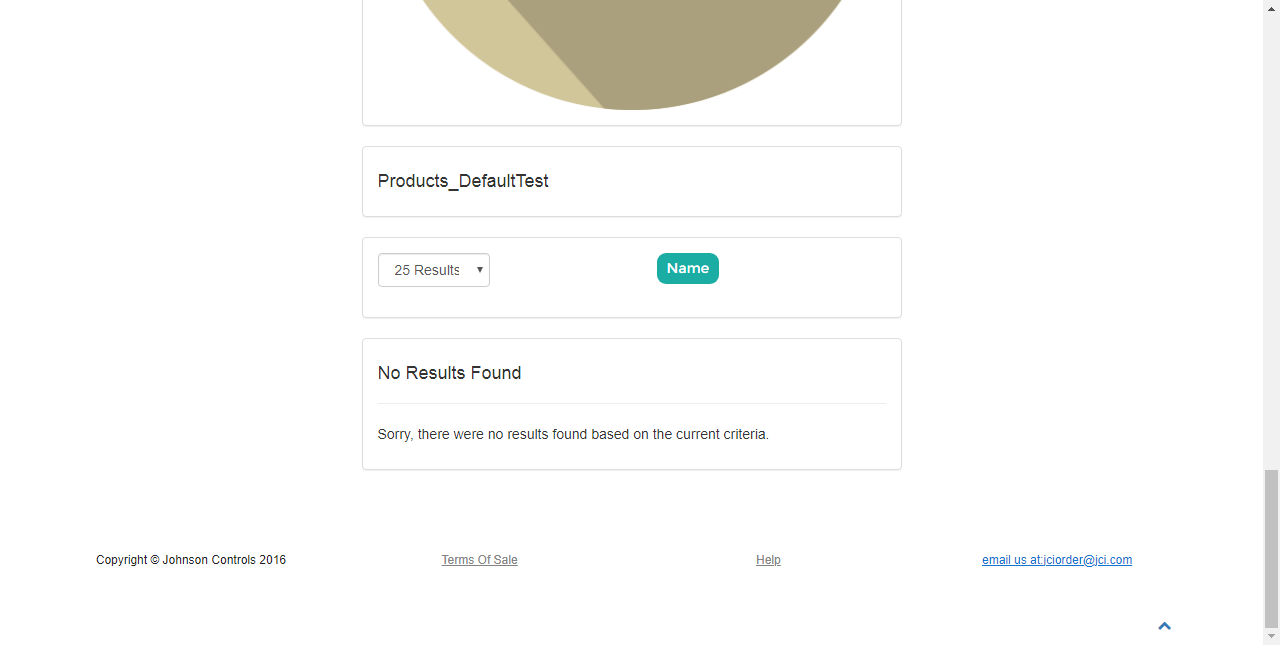 Products_DefaultTest
25 Results
Name
No Results Found
Sorry, there were no results found based on the current criteria.
Copyright © Johnson Controls 2016
Terms Of Sale
Help
email us at:jciorder@jci.com